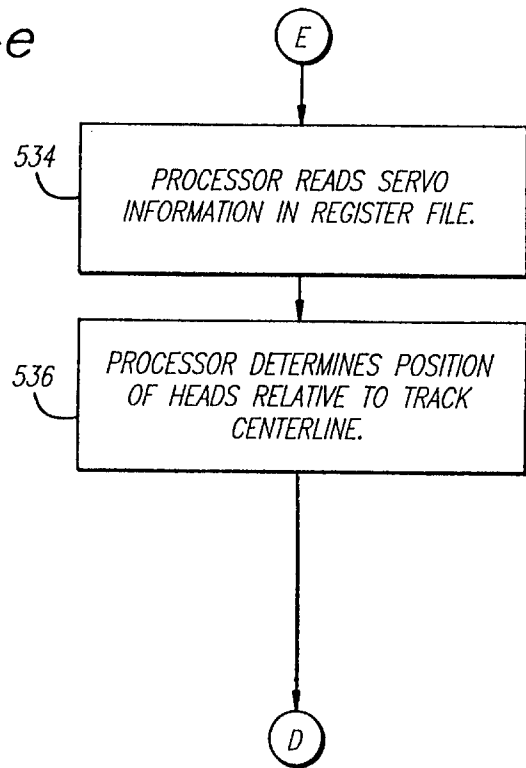 e
E
534
PROCESSOR READS SERVO
INFORMATION IN REGISTER FILE.
536
PROCESSOR DETERMINES POSITION
OF HEADS RELATIVE TO TRACK
CENTERLINE.
D